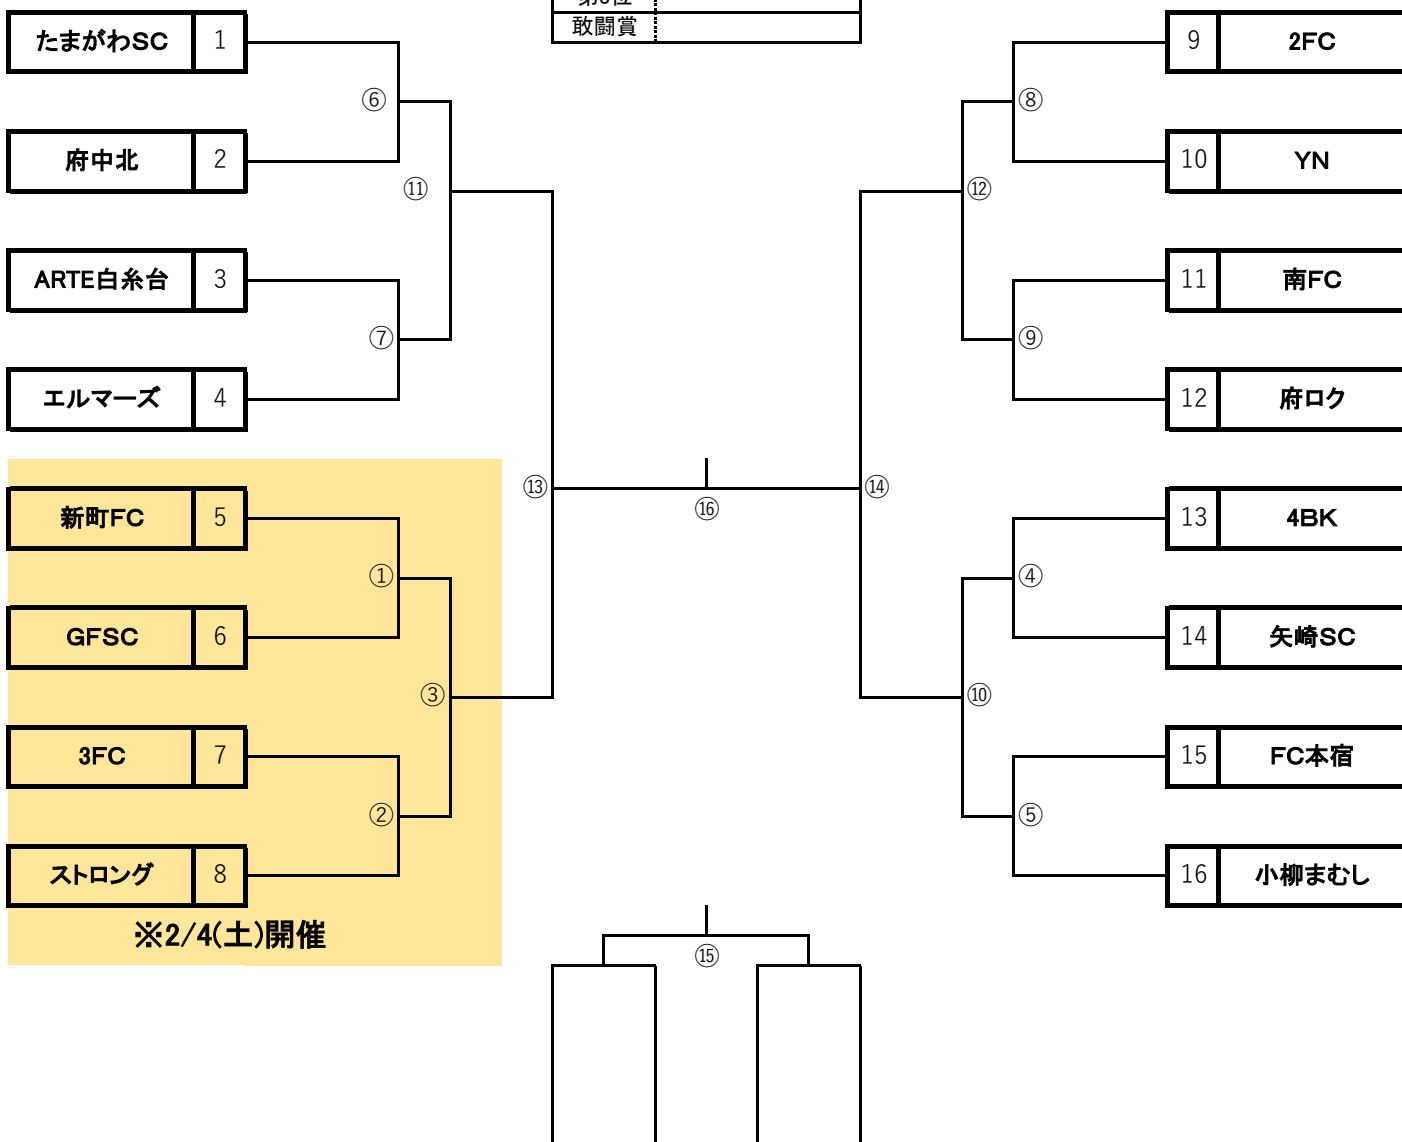 敢闘賞
たまがわSC 1
⑥
府中北 2
⑪
ARTE白糸台 3
⑦
エルマーズ 4
新町FC 5
①
GFSC 6
③
3FC 7
②
ストロング 8
※2/4(土)開催
⑬
⑯
⑭
⑮
9 2FC
⑧
10 YN
⑫
11 南FC
⑨
12 府ロク
13 4BK
④
14 矢崎SC
⑩
15 FC本宿
⑤
16 小柳まむし